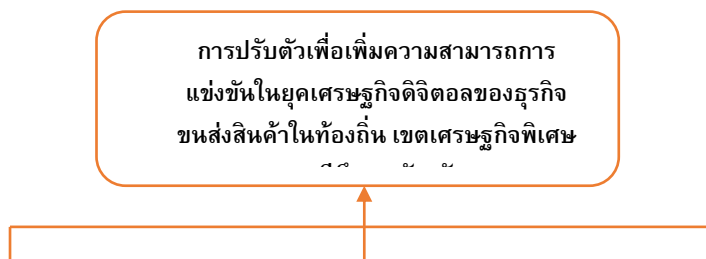 การปรับตัวเพื่อเพิ่มความสามารถการ
แข่งขันในยุคเศรษฐกิจดิจิตอลของธุรกิจ
ขนส่งสินค้าในท้องถิ่น เขตเศรษฐกิจพิเศษ